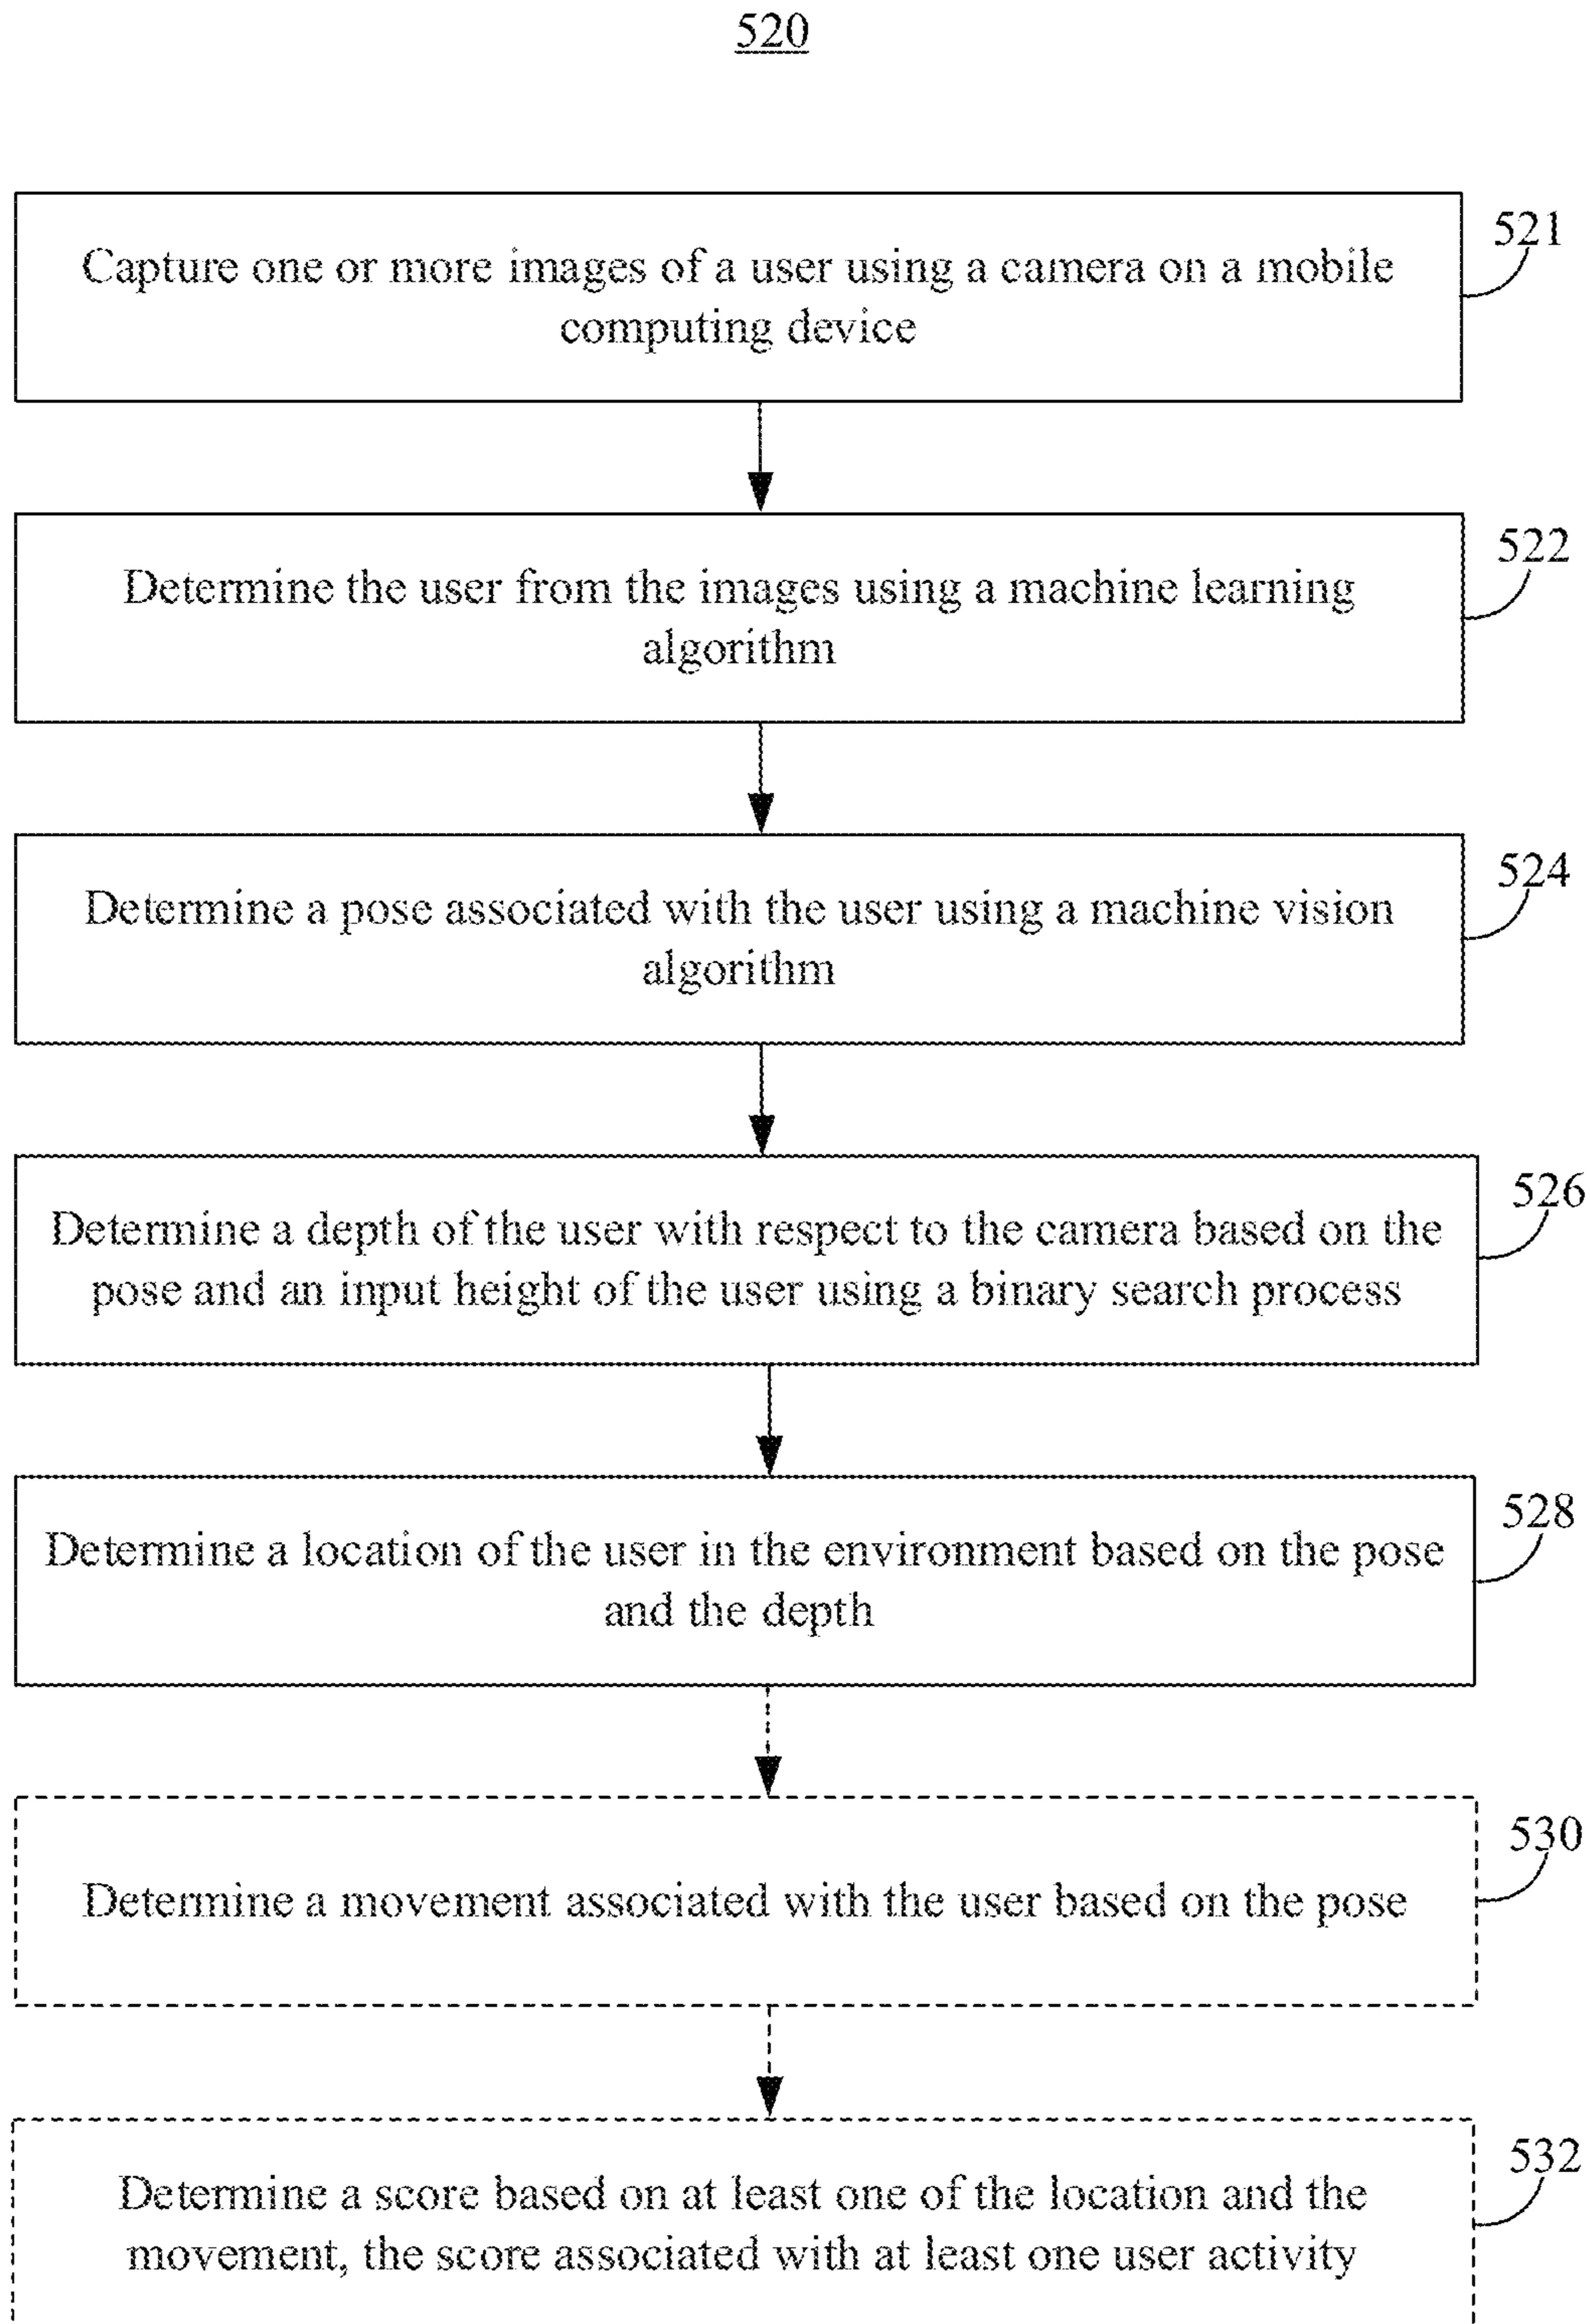 520
Capture one or more images of a user using a camera on a mobile
computing device
521
Determine the user from the images using a machine learning
algorithm
522
Determine a pose associated with the user using a machine vision
algorithm
524
Determine a depth of the user with respect to the camera based on the
pose and an input height of the user using a binary search process
526
Determine a location of the user in the environment based on the pose
and the depth
528
Determine a movement associated with the user based on the pose
530
Determine a score based on at least one of the location and the
movement, the score associated with at least one user activity
532